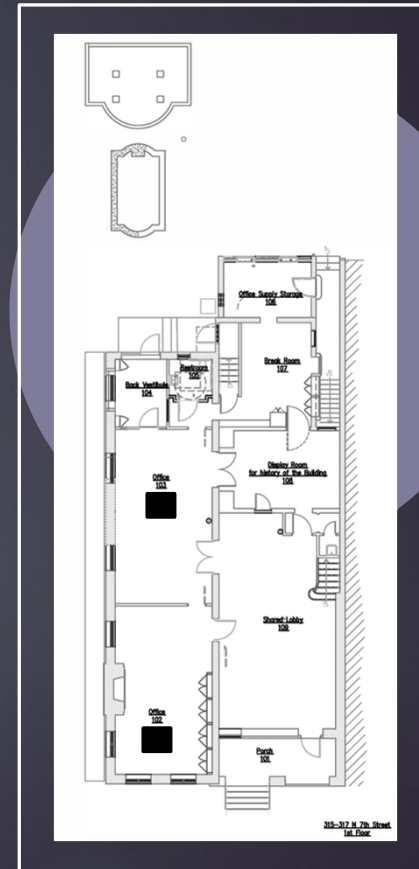 Office Supply Storage
106
Break Room
107
Restroom
105
Back Vestibule
104
Display Room
for history of the Building
108
Office
103
Shared Lobby
109
Office
102
Porch
101
315-317 N 7th Street
1st Floor